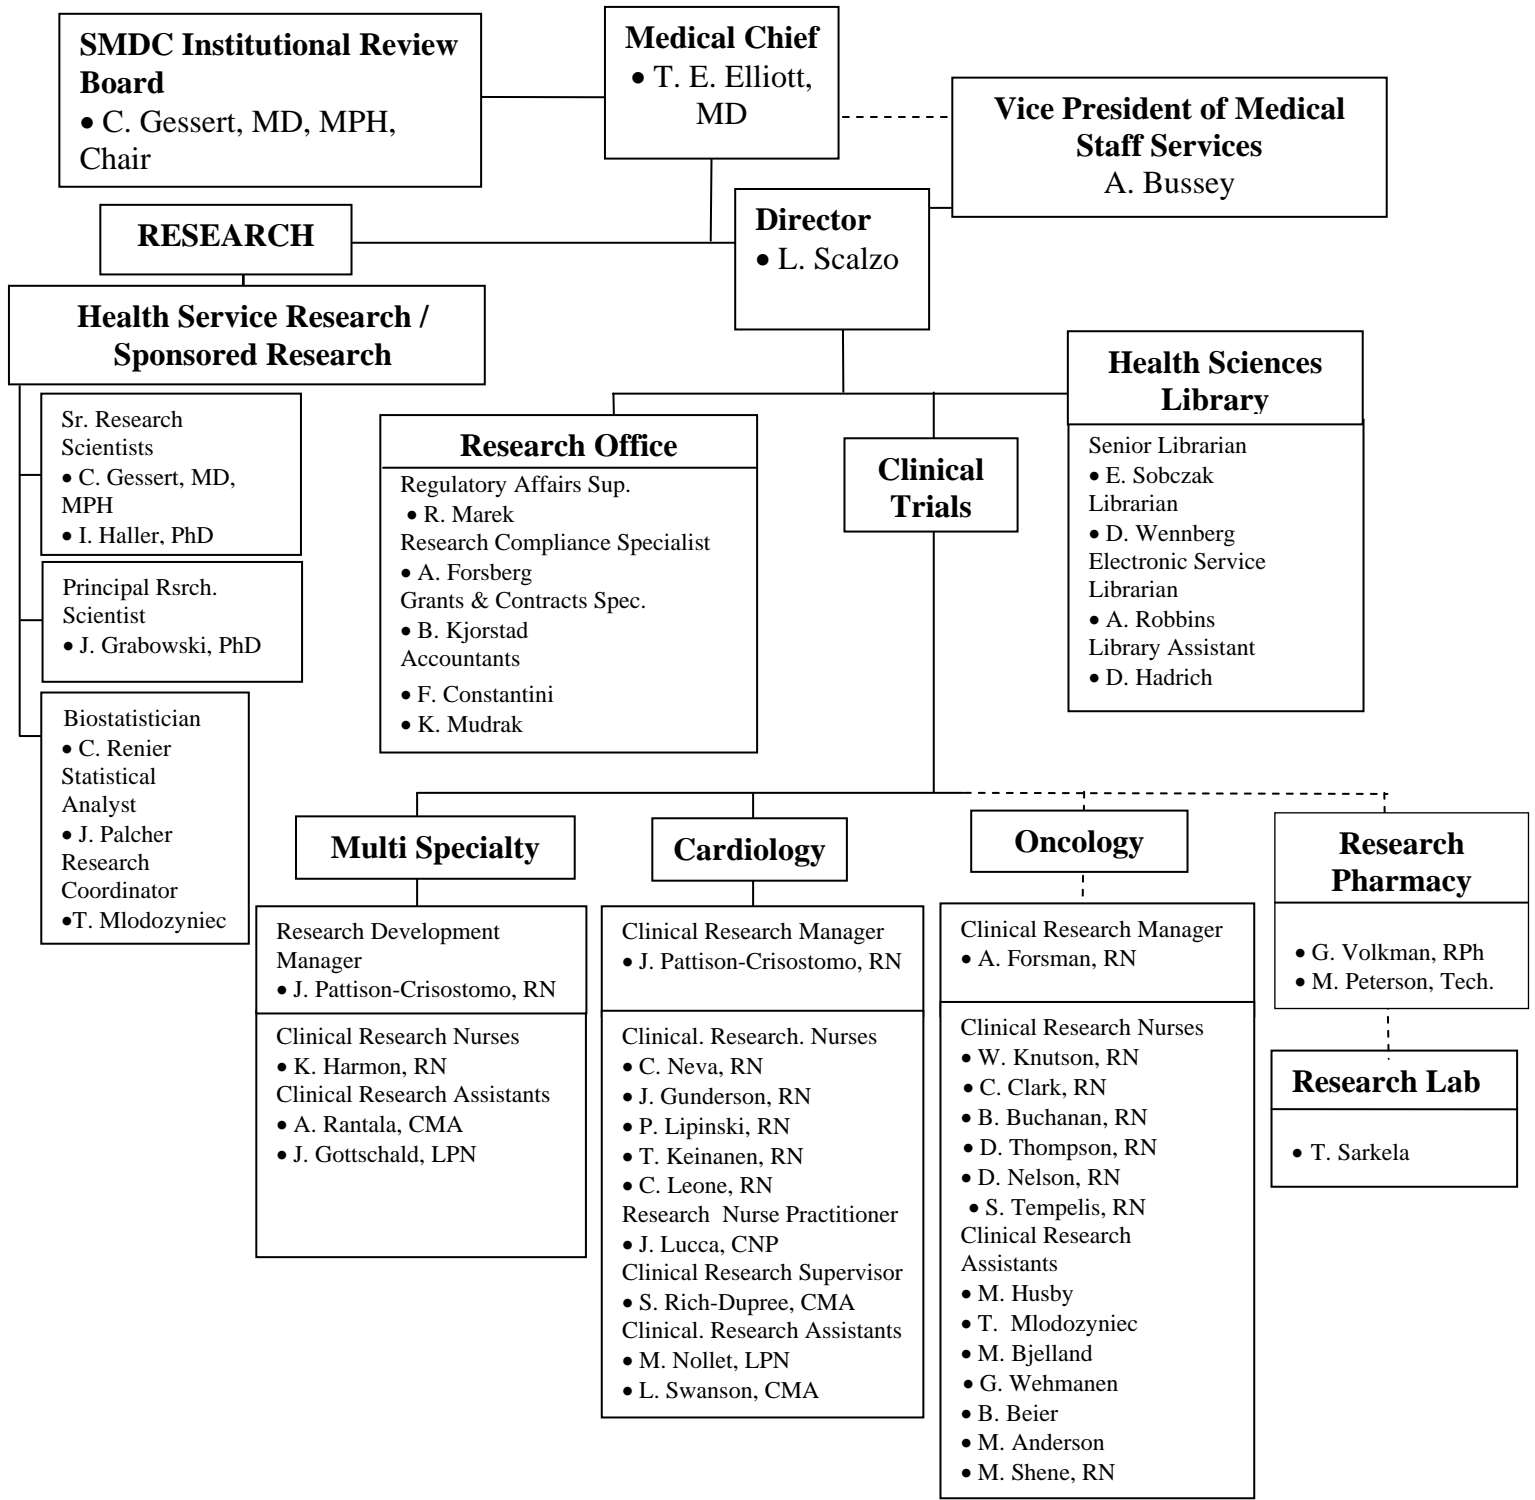 SMDC Institutional Review
Board
• C. Gessert, MD, MPH,
Chair
Medical Chief
• T. E. Elliott,
MD
Vice President of Medical
Staff Services
A. Bussey
Director
• L. Scalzo
RESEARCH
Health Service Research /
Sponsored Research
Sr. Research
Scientists
• C. Gessert, MD,
MPH
• I. Haller, PhD
Principal Rsrch.
Scientist
• J. Grabowski, PhD
Biostatistician
• C. Renier
Statistical
Analyst
• J. Palcher
Research
Coordinator
•T. Mlodozyniec
Research Office
Regulatory Affairs Sup.
• R. Marek
Research Compliance Specialist
• A. Forsberg
Grants & Contracts Spec.
• B. Kjorstad
Accountants
• F. Constantini
• K. Mudrak
Clinical
Trials
Health Sciences
Library
Senior Librarian
• E. Sobczak
Librarian
• D. Wennberg
Electronic Service
Librarian
• A. Robbins
Library Assistant
• D. Hadrich
Multi Specialty
Research Development
Manager
• J. Pattison-Crisostomo, RN
Clinical Research Nurses
• K. Harmon, RN
Clinical Research Assistants
• A. Rantala, CMA
• J. Gottschald, LPN
Cardiology
Clinical Research Manager
• J. Pattison-Crisostomo, RN
Clinical. Research. Nurses
• C. Neva, RN
• J. Gunderson, RN
• P. Lipinski, RN
• T. Keinanen, RN
• C. Leone, RN
Research Nurse Practitioner
• J. Lucca, CNP
Clinical Research Supervisor
• S. Rich-Dupree, CMA
Clinical. Research Assistants
• M. Nollet, LPN
• L. Swanson, CMA
Oncology
Clinical Research Manager
• A. Forsman, RN
Clinical Research Nurses
• W. Knutson, RN
• C. Clark, RN
• B. Buchanan, RN
• D. Thompson, RN
• D. Nelson, RN
• S. Tempelis, RN
Clinical Research
Assistants
• M. Husby
• T. Mlodozyniec
• M. Bjelland
• G. Wehmanen
• B. Beier
• M. Anderson
• M. Shene, RN
Research
Pharmacy
• G. Volkman, RPh
• M. Peterson, Tech.
Research Lab
• T. Sarkela